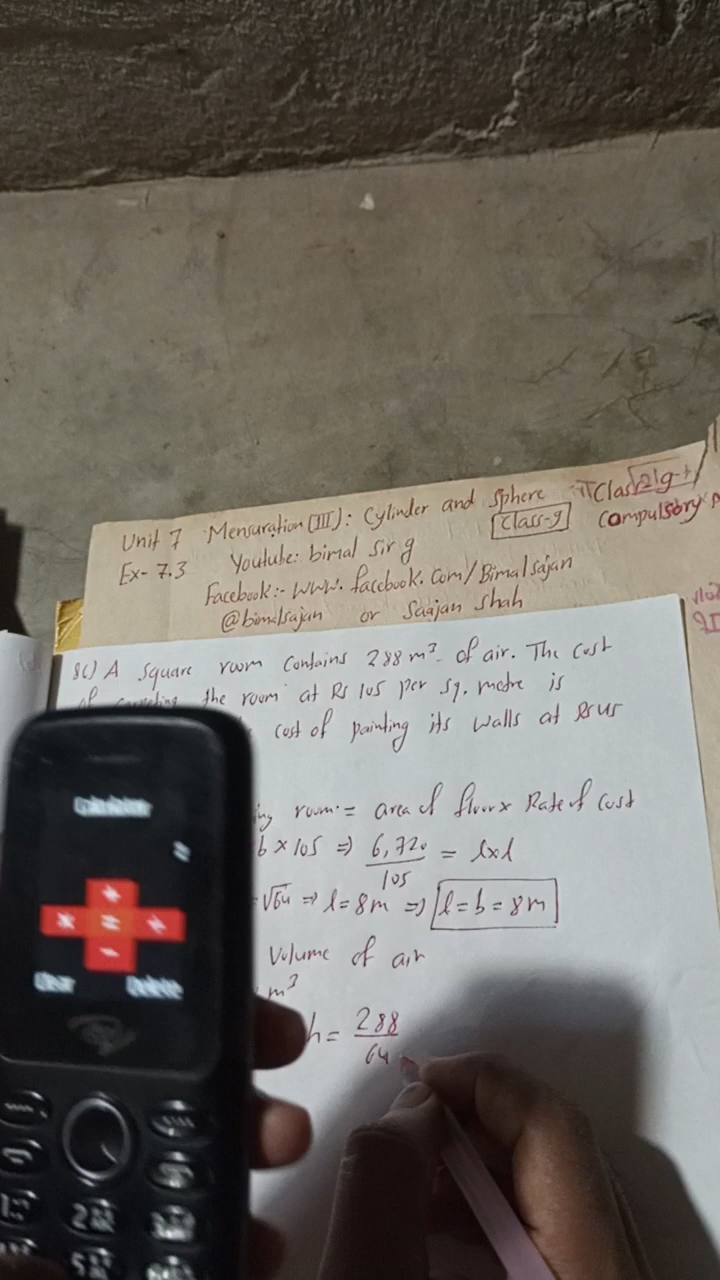 Unit 7 Mensuration (III): Cylinder and Sphere
Class-9
Compulsory
Ex- 7.3 Youtube: bimal sir g
Facebook:- www.facebook.com/Bimalsajan
@bimalsajan or Saajan Shah
8c) A Square room contains 288 m³ of air. The cost
of carpeting the room at Rs 105 per sq. metre is
cost of painting its walls at
room = area of floor x Rate of cost
b x 105 => 6,720/105 = l x l
= √64 => l = 8m => l = b = 8m
Volume of air
m³
h = 288/64
Clear Delete